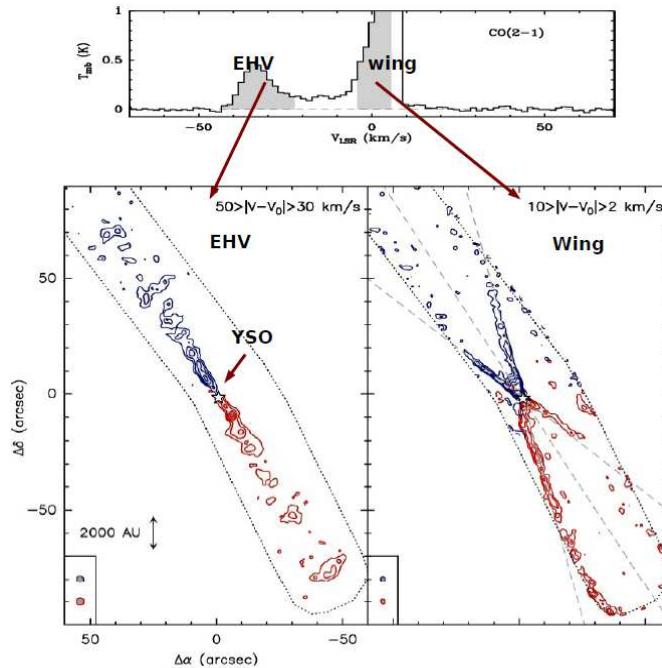 1
0.5
0
T_mb (K)
EHV
wing
CO(2-1)
-50
0
50
V_LSR (km/s)
50>|V-V₀|>30 km/s
EHV
YSO
10>|V-V₀|>2 km/s
Wing
50
0
-50
Δδ (arcsec)
2000 AU
50
0
-50
Δα (arcsec)